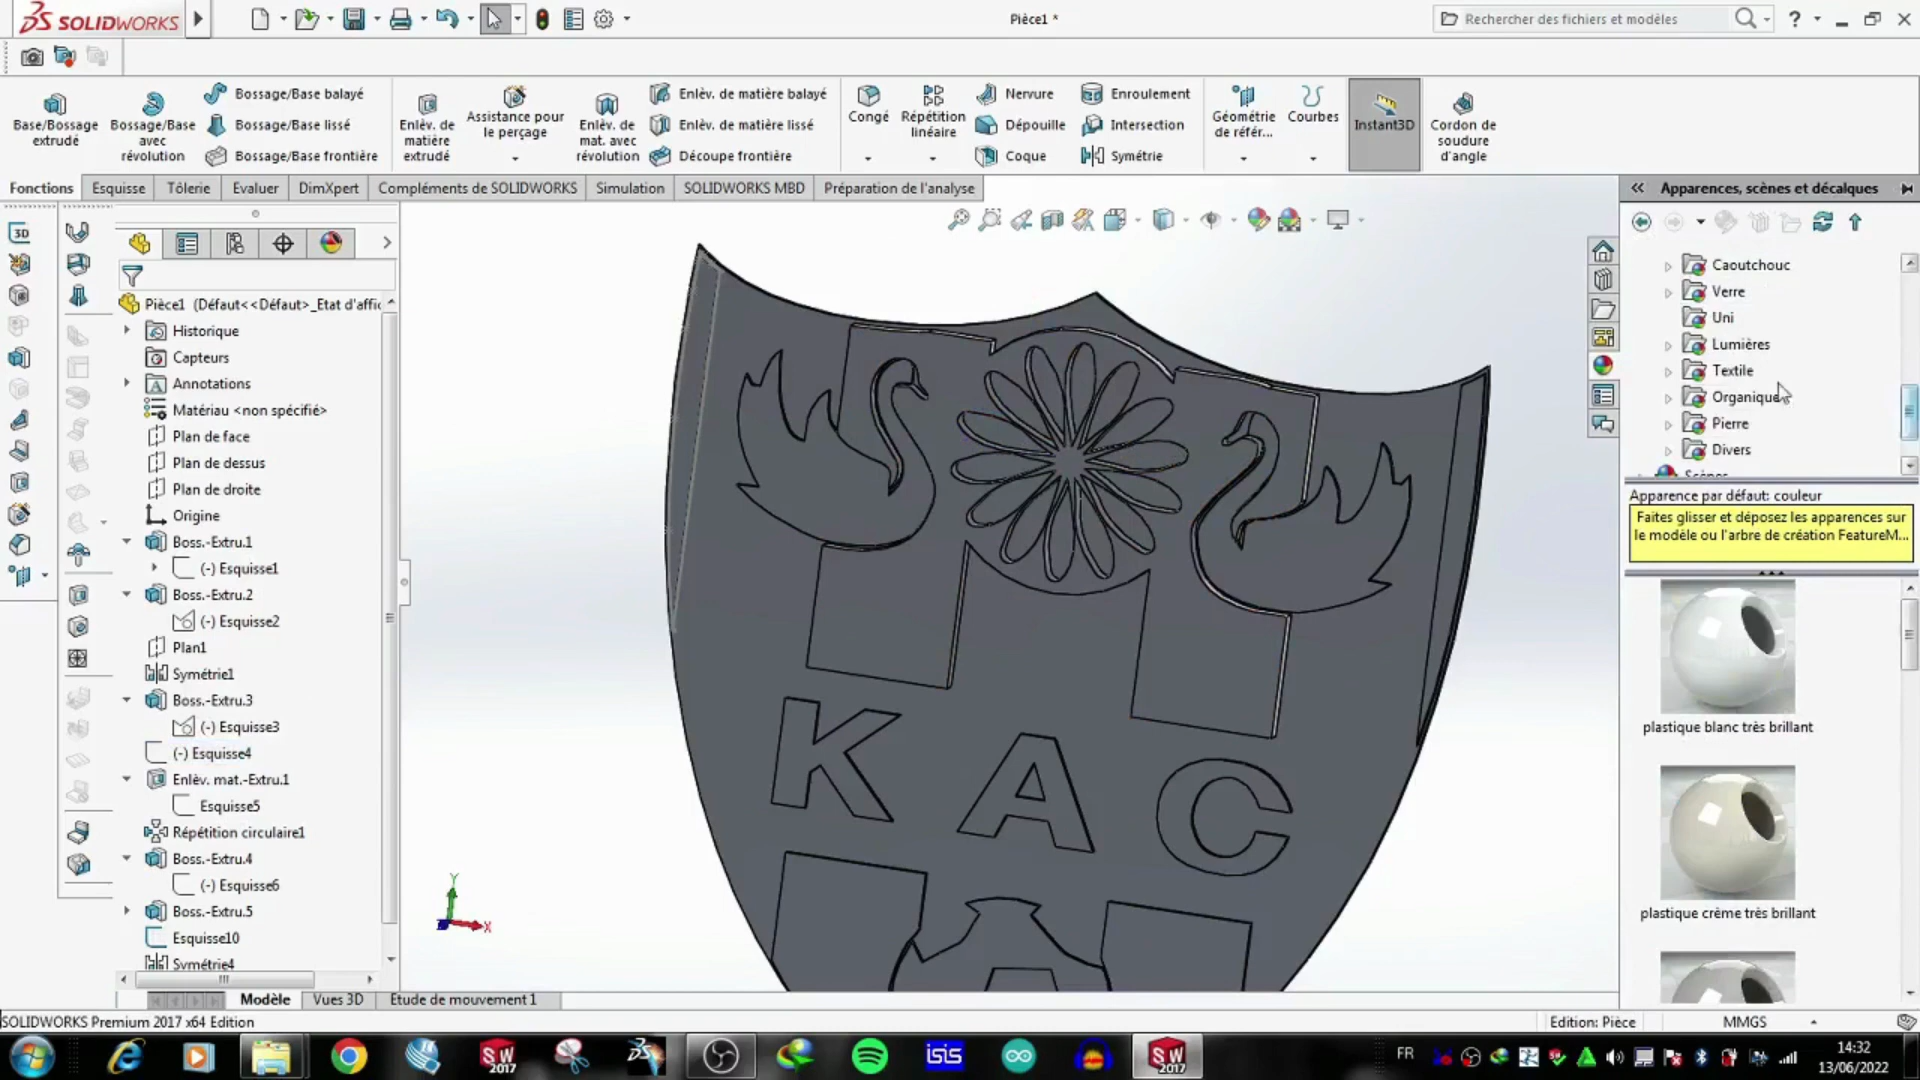 SOLIDWORKS
Pièce1 *
Rechercher des fichiers et modèles
Base/Bossage extrudé
Bossage/Base avec révolution
Bossage/Base balayé
Bossage/Base lissé
Bossage/Base frontière
Enlèv. de matière extrudé
Assistance pour le perçage
Enlèv. de mat. avec révolution
Enlèv. de matière balayé
Enlèv. de matière lissé
Découpe frontière
Congé
Répétition linéaire
Nervure
Dépouille
Coque
Enroulement
Intersection
Symétrie
Géométrie de référ...
Courbes
Instant3D
Cordon de soudure d'angle
Fonctions
Esquisse
Tôlerie
Evaluer
DimXpert
Compléments de SOLIDWORKS
Simulation
SOLIDWORKS MBD
Préparation de l'analyse
Apparences, scènes et décalques
3D
Pièce1 (Défaut<<Défaut>_Etat d'affic
Historique
Capteurs
Annotations
Matériau <non spécifié>
Plan de face
Plan de dessus
Plan de droite
Origine
Boss.-Extru.1
(-) Esquisse1
Boss.-Extru.2
(-) Esquisse2
Plan1
Symétrie1
Boss.-Extru.3
(-) Esquisse3
(-) Esquisse4
Enlèv. mat.-Extru.1
Esquisse5
Répétition circulaire1
Boss.-Extru.4
(-) Esquisse6
Boss.-Extru.5
Esquisse10
Symétrie4
K A C
A
Y
X
Caoutchouc
Verre
Uni
Lumières
Textile
Organique
Pierre
Divers
Scènes
Apparence par défaut: couleur
Faites glisser et déposez les apparences sur
le modèle ou l'arbre de création FeatureM...
plastique blanc très brillant
plastique crème très brillant
Modèle
Vues 3D
Etude de mouvement 1
SOLIDWORKS Premium 2017 x64 Edition
Edition: Pièce
MMGS
SW 2017
isis
SW 2017
FR
14:32
13/06/2022